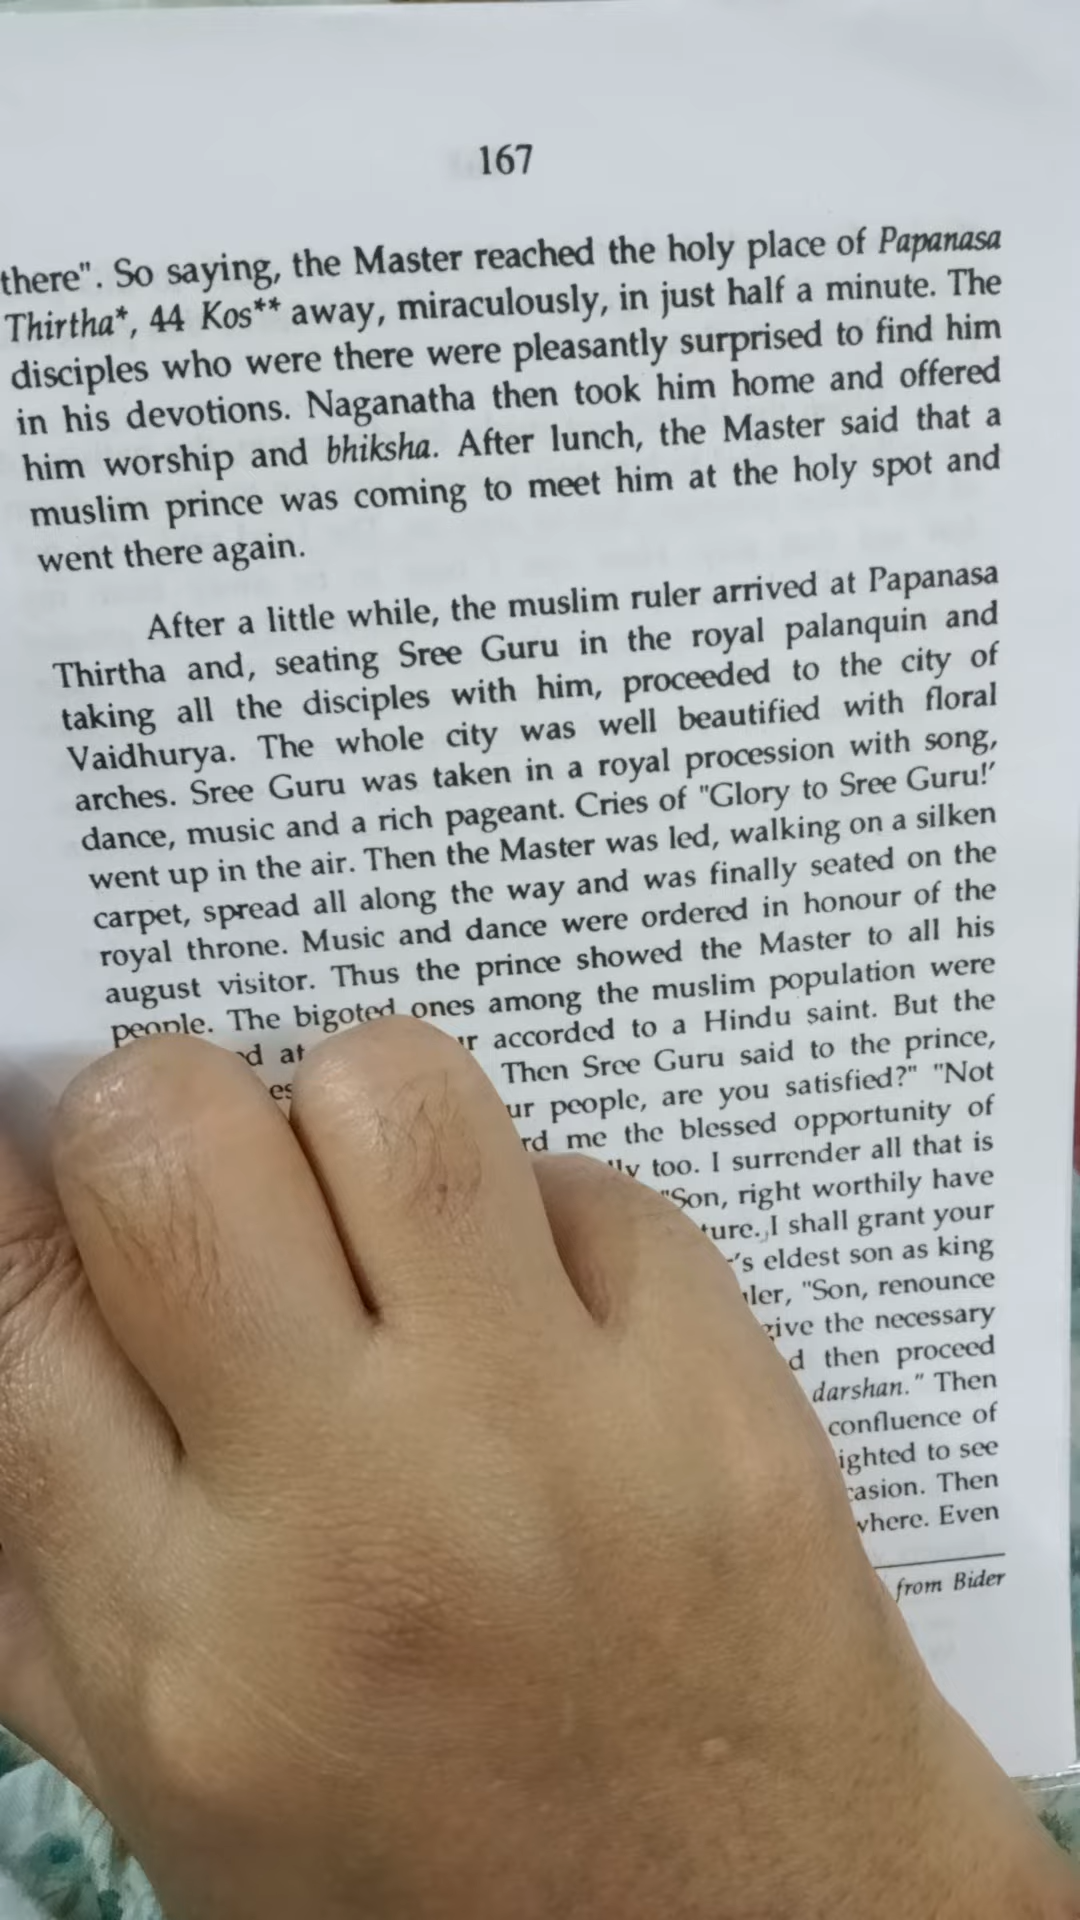 167
there". So saying, the Master reached the holy place of Papanasa
Thirtha*, 44 Kos** away, miraculously, in just half a minute. The
disciples who were there were pleasantly surprised to find him
in his devotions. Naganatha then took him home and offered
him worship and bhiksha. After lunch, the Master said that a
muslim prince was coming to meet him at the holy spot and
went there again.
After a little while, the muslim ruler arrived at Papanasa
Thirtha and, seating Sree Guru in the royal palanquin and
taking all the disciples with him, proceeded to the city of
Vaidhurya. The whole city was well beautified with floral
arches. Sree Guru was taken in a royal procession with song,
dance, music and a rich pageant. Cries of "Glory to Sree Guru!'
went up in the air. Then the Master was led, walking on a silken
carpet, spread all along the way and was finally seated on the
royal throne. Music and dance were ordered in honour of the
august visitor. Thus the prince showed the Master to all his
people. The bigoted ones among the muslim population were
at accorded to a Hindu saint. But the
Then Sree Guru said to the prince,
people, are you satisfied?" "Not
me the blessed opportunity of
too. I surrender all that is
"Son, right worthily have
I shall grant your
eldest son as king
"Son, renounce
give the necessary
then proceed
darshan." Then
confluence of
to see
Then
Even
from Bider